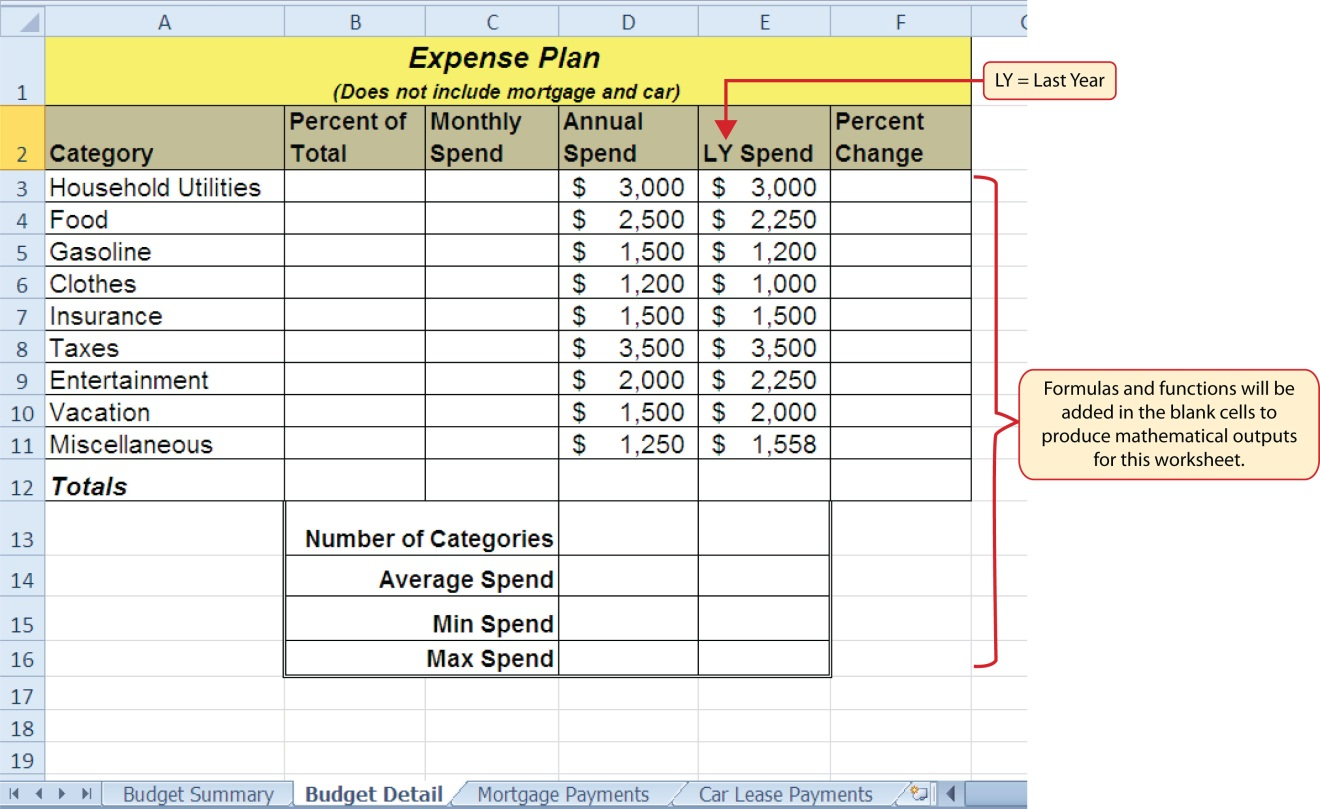 A B C D E F
1 Expense Plan
(Does not include mortgage and car)
LY = Last Year
2 Category Percent of Total Monthly Spend Annual Spend LY Spend Percent Change
3 Household Utilities $ 3,000 $ 3,000
4 Food $ 2,500 $ 2,250
5 Gasoline $ 1,500 $ 1,200
6 Clothes $ 1,200 $ 1,000
7 Insurance $ 1,500 $ 1,500
8 Taxes $ 3,500 $ 3,500
9 Entertainment $ 2,000 $ 2,250
10 Vacation $ 1,500 $ 2,000
11 Miscellaneous $ 1,250 $ 1,558
12 Totals
Formulas and functions will be
added in the blank cells to
produce mathematical outputs
for this worksheet.
13 Number of Categories
14 Average Spend
15 Min Spend
16 Max Spend
17
18
19
Budget Summary Budget Detail Mortgage Payments Car Lease Payments